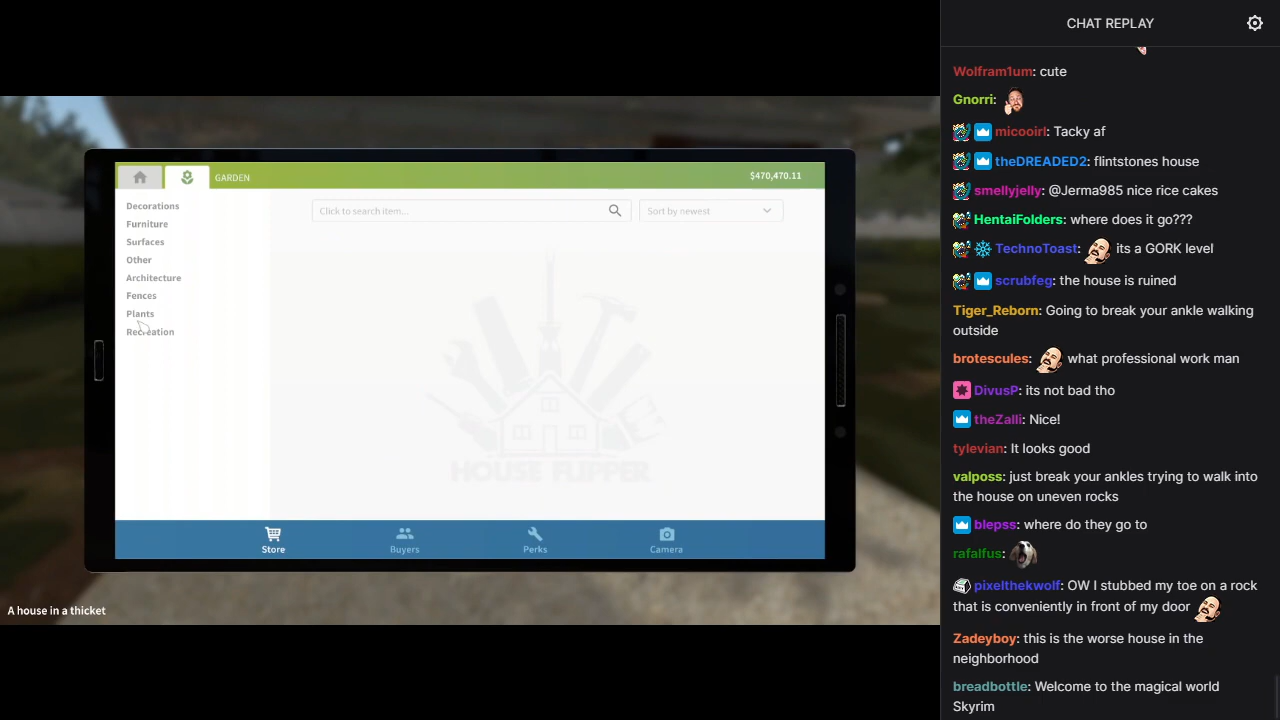 GARDEN
$470,470.11
Decorations
Furniture
Surfaces
Other
Architecture
Fences
Plants
Recreation
Click to search item...
Sort by newest
HOUSE FLIPPER
Store
Buyers
Perks
Camera
A house in a thicket
CHAT REPLAY
Wolfram1um: cute
Gnorri:
micooirl: Tacky af
theDREADED2: flintstones house
smellyjelly: @Jerma985 nice rice cakes
HentaiFolders: where does it go???
TechnoToast: its a GORK level
scrubfeg: the house is ruined
Tiger_Reborn: Going to break your ankle walking
outside
brotescules: what professional work man
DivusP: its not bad tho
theZalli: Nice!
tylevian: It looks good
valposs: just break your ankles trying to walk into
the house on uneven rocks
blepss: where do they go to
rafalfus:
pixelthekwolf: OW I stubbed my toe on a rock
that is conveniently in front of my door
Zadeyboy: this is the worse house in the
neighborhood
breadbottle: Welcome to the magical world
Skyrim